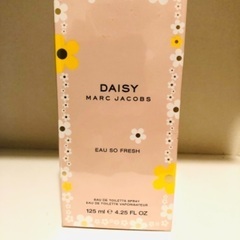 DAISY
MARC JACOBS
EAU SO FRESH
EAU DE TOILETTE SPRAY
EAU DE TOILETTE VAPORISATEUR
125 ml ℮ 4.25 FL OZ